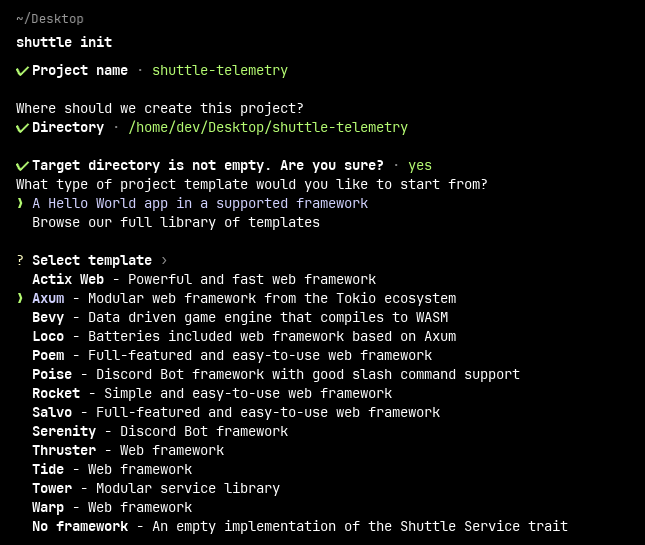 ~/Desktop
shuttle init
✔ Project name · shuttle-telemetry
Where should we create this project?
✔ Directory · /home/dev/Desktop/shuttle-telemetry
✔ Target directory is not empty. Are you sure? · yes
What type of project template would you like to start from?
❯ A Hello World app in a supported framework
Browse our full library of templates
? Select template ›
Actix Web - Powerful and fast web framework
❯ Axum - Modular web framework from the Tokio ecosystem
Bevy - Data driven game engine that compiles to WASM
Loco - Batteries included web framework based on Axum
Poem - Full-featured and easy-to-use web framework
Poise - Discord Bot framework with good slash command support
Rocket - Simple and easy-to-use web framework
Salvo - Full-featured and easy-to-use web framework
Serenity - Discord Bot framework
Thruster - Web framework
Tide - Web framework
Tower - Modular service library
Warp - Web framework
No framework - An empty implementation of the Shuttle Service trait